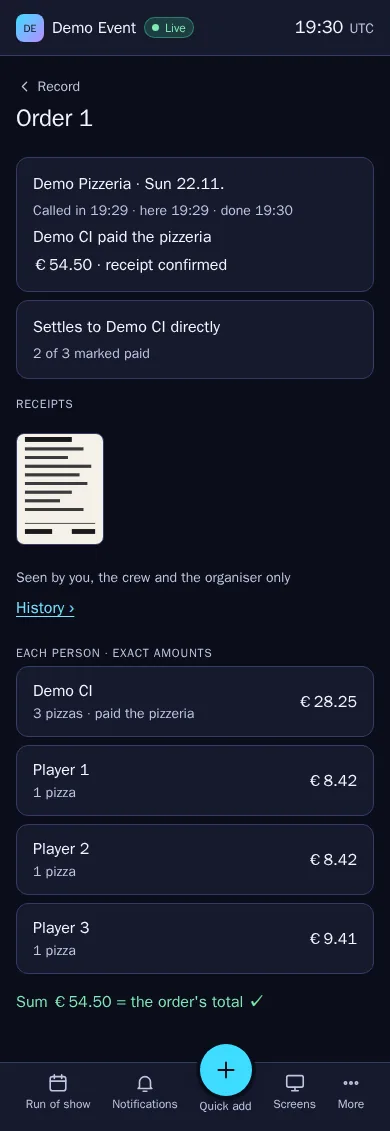 DE Demo Event Live 19:30 UTC
Record
Order 1
Demo Pizzeria · Sun 22.11.
Called in 19:29 · here 19:29 · done 19:30
Demo CI paid the pizzeria
€ 54.50 · receipt confirmed
Settles to Demo CI directly
2 of 3 marked paid
RECEIPTS
Seen by you, the crew and the organiser only
History ›
EACH PERSON · EXACT AMOUNTS
Demo CI
3 pizzas · paid the pizzeria
€ 28.25
Player 1
1 pizza
€ 8.42
Player 2
1 pizza
€ 8.42
Player 3
1 pizza
€ 9.41
Sum € 54.50 = the order's total ✓
Run of show
Notifications
Quick add
Screens
More